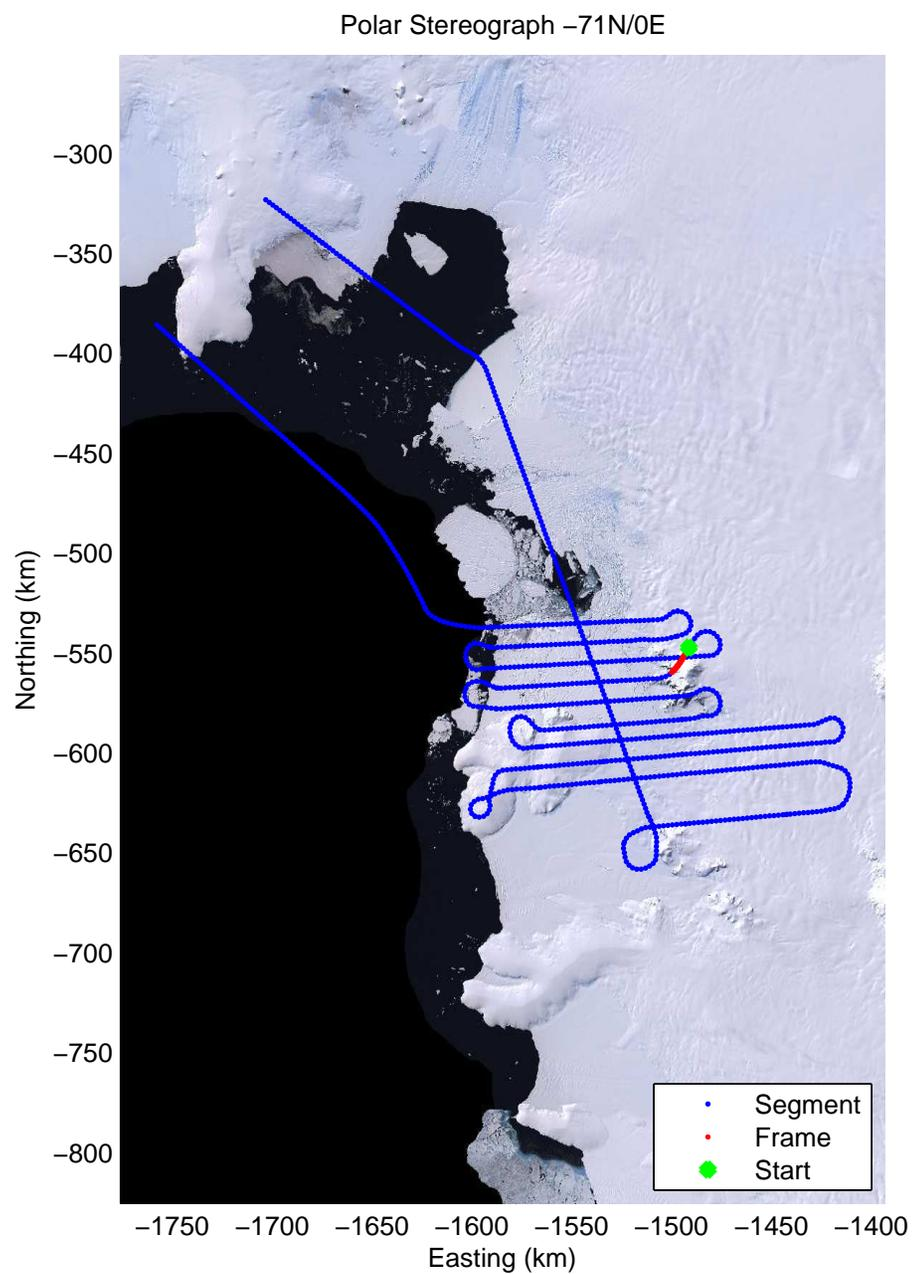 Polar Stereograph −71N/0E
−300
−350
−400
−450
−500
−550
−600
−650
−700
−750
−800
Northing (km)
Segment
Frame
Start
−1750 −1700 −1650 −1600 −1550 −1500 −1450 −1400
Easting (km)